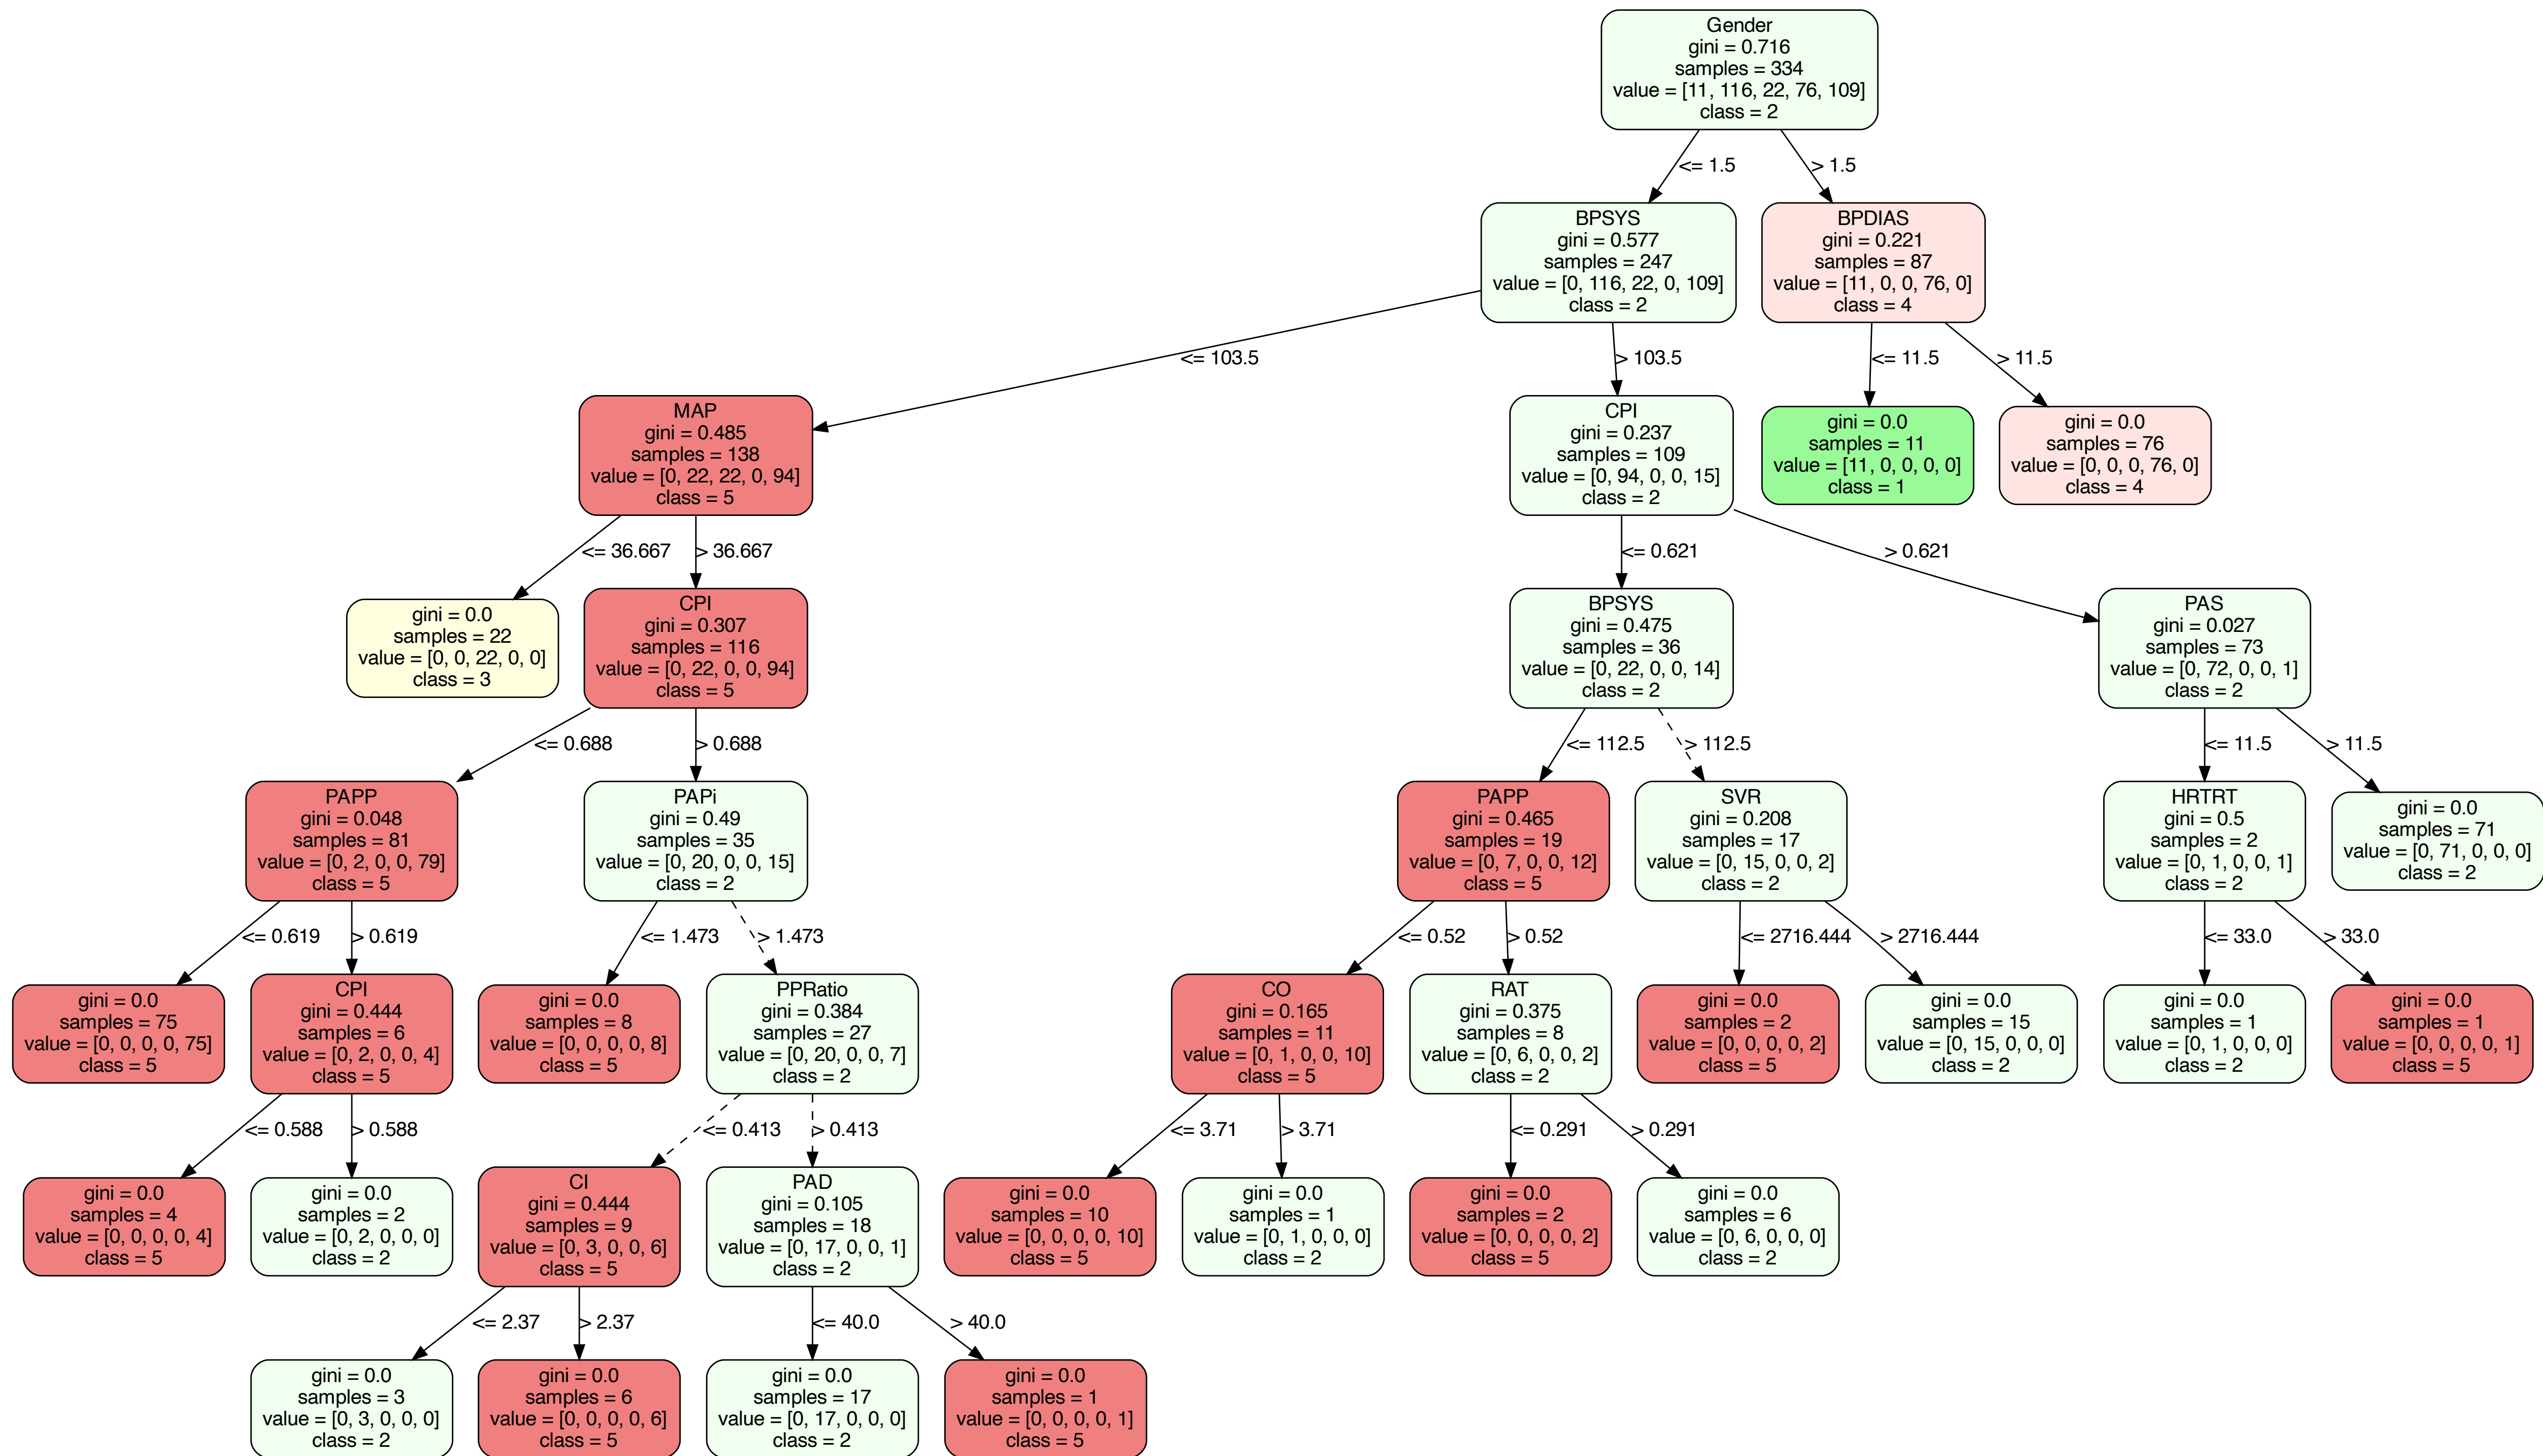 Gender
gini = 0.716
samples = 334
value = [11, 116, 22, 76, 109]
class = 2
<= 1.5
> 1.5
BPSYS
gini = 0.577
samples = 247
value = [0, 116, 22, 0, 109]
class = 2
BPDIAS
gini = 0.221
samples = 87
value = [11, 0, 0, 76, 0]
class = 4
<= 103.5
> 103.5
<= 11.5
> 11.5
MAP
gini = 0.485
samples = 138
value = [0, 22, 22, 0, 94]
class = 5
CPI
gini = 0.237
samples = 109
value = [0, 94, 0, 0, 15]
class = 2
gini = 0.0
samples = 11
value = [11, 0, 0, 0, 0]
class = 1
gini = 0.0
samples = 76
value = [0, 0, 0, 76, 0]
class = 4
<= 36.667
> 36.667
<= 0.621
> 0.621
gini = 0.0
samples = 22
value = [0, 0, 22, 0, 0]
class = 3
CPI
gini = 0.307
samples = 116
value = [0, 22, 0, 0, 94]
class = 5
BPSYS
gini = 0.475
samples = 36
value = [0, 22, 0, 0, 14]
class = 2
PAS
gini = 0.027
samples = 73
value = [0, 72, 0, 0, 1]
class = 2
<= 0.688
> 0.688
<= 112.5
> 112.5
<= 11.5
> 11.5
PAPP
gini = 0.048
samples = 81
value = [0, 2, 0, 0, 79]
class = 5
PAPi
gini = 0.49
samples = 35
value = [0, 20, 0, 0, 15]
class = 2
PAPP
gini = 0.465
samples = 19
value = [0, 7, 0, 0, 12]
class = 5
SVR
gini = 0.208
samples = 17
value = [0, 15, 0, 0, 2]
class = 2
HRTRT
gini = 0.5
samples = 2
value = [0, 1, 0, 0, 1]
class = 2
gini = 0.0
samples = 71
value = [0, 71, 0, 0, 0]
class = 2
<= 0.619
> 0.619
<= 1.473
> 1.473
<= 0.52
> 0.52
<= 2716.444
> 2716.444
<= 33.0
> 33.0
gini = 0.0
samples = 75
value = [0, 0, 0, 0, 75]
class = 5
CPI
gini = 0.444
samples = 6
value = [0, 2, 0, 0, 4]
class = 5
gini = 0.0
samples = 8
value = [0, 0, 0, 0, 8]
class = 5
PPRatio
gini = 0.384
samples = 27
value = [0, 20, 0, 0, 7]
class = 2
CO
gini = 0.165
samples = 11
value = [0, 1, 0, 0, 10]
class = 5
RAT
gini = 0.375
samples = 8
value = [0, 6, 0, 0, 2]
class = 2
gini = 0.0
samples = 2
value = [0, 0, 0, 0, 2]
class = 5
gini = 0.0
samples = 15
value = [0, 15, 0, 0, 0]
class = 2
gini = 0.0
samples = 1
value = [0, 1, 0, 0, 0]
class = 2
gini = 0.0
samples = 1
value = [0, 0, 0, 0, 1]
class = 5
<= 0.588
> 0.588
<= 0.413
> 0.413
<= 3.71
> 3.71
<= 0.291
> 0.291
gini = 0.0
samples = 4
value = [0, 0, 0, 0, 4]
class = 5
gini = 0.0
samples = 2
value = [0, 2, 0, 0, 0]
class = 2
CI
gini = 0.444
samples = 9
value = [0, 3, 0, 0, 6]
class = 5
PAD
gini = 0.105
samples = 18
value = [0, 17, 0, 0, 1]
class = 2
gini = 0.0
samples = 10
value = [0, 0, 0, 0, 10]
class = 5
gini = 0.0
samples = 1
value = [0, 1, 0, 0, 0]
class = 2
gini = 0.0
samples = 2
value = [0, 0, 0, 0, 2]
class = 5
gini = 0.0
samples = 6
value = [0, 6, 0, 0, 0]
class = 2
<= 2.37
> 2.37
<= 40.0
> 40.0
gini = 0.0
samples = 3
value = [0, 3, 0, 0, 0]
class = 2
gini = 0.0
samples = 6
value = [0, 0, 0, 0, 6]
class = 5
gini = 0.0
samples = 17
value = [0, 17, 0, 0, 0]
class = 2
gini = 0.0
samples = 1
value = [0, 0, 0, 0, 1]
class = 5